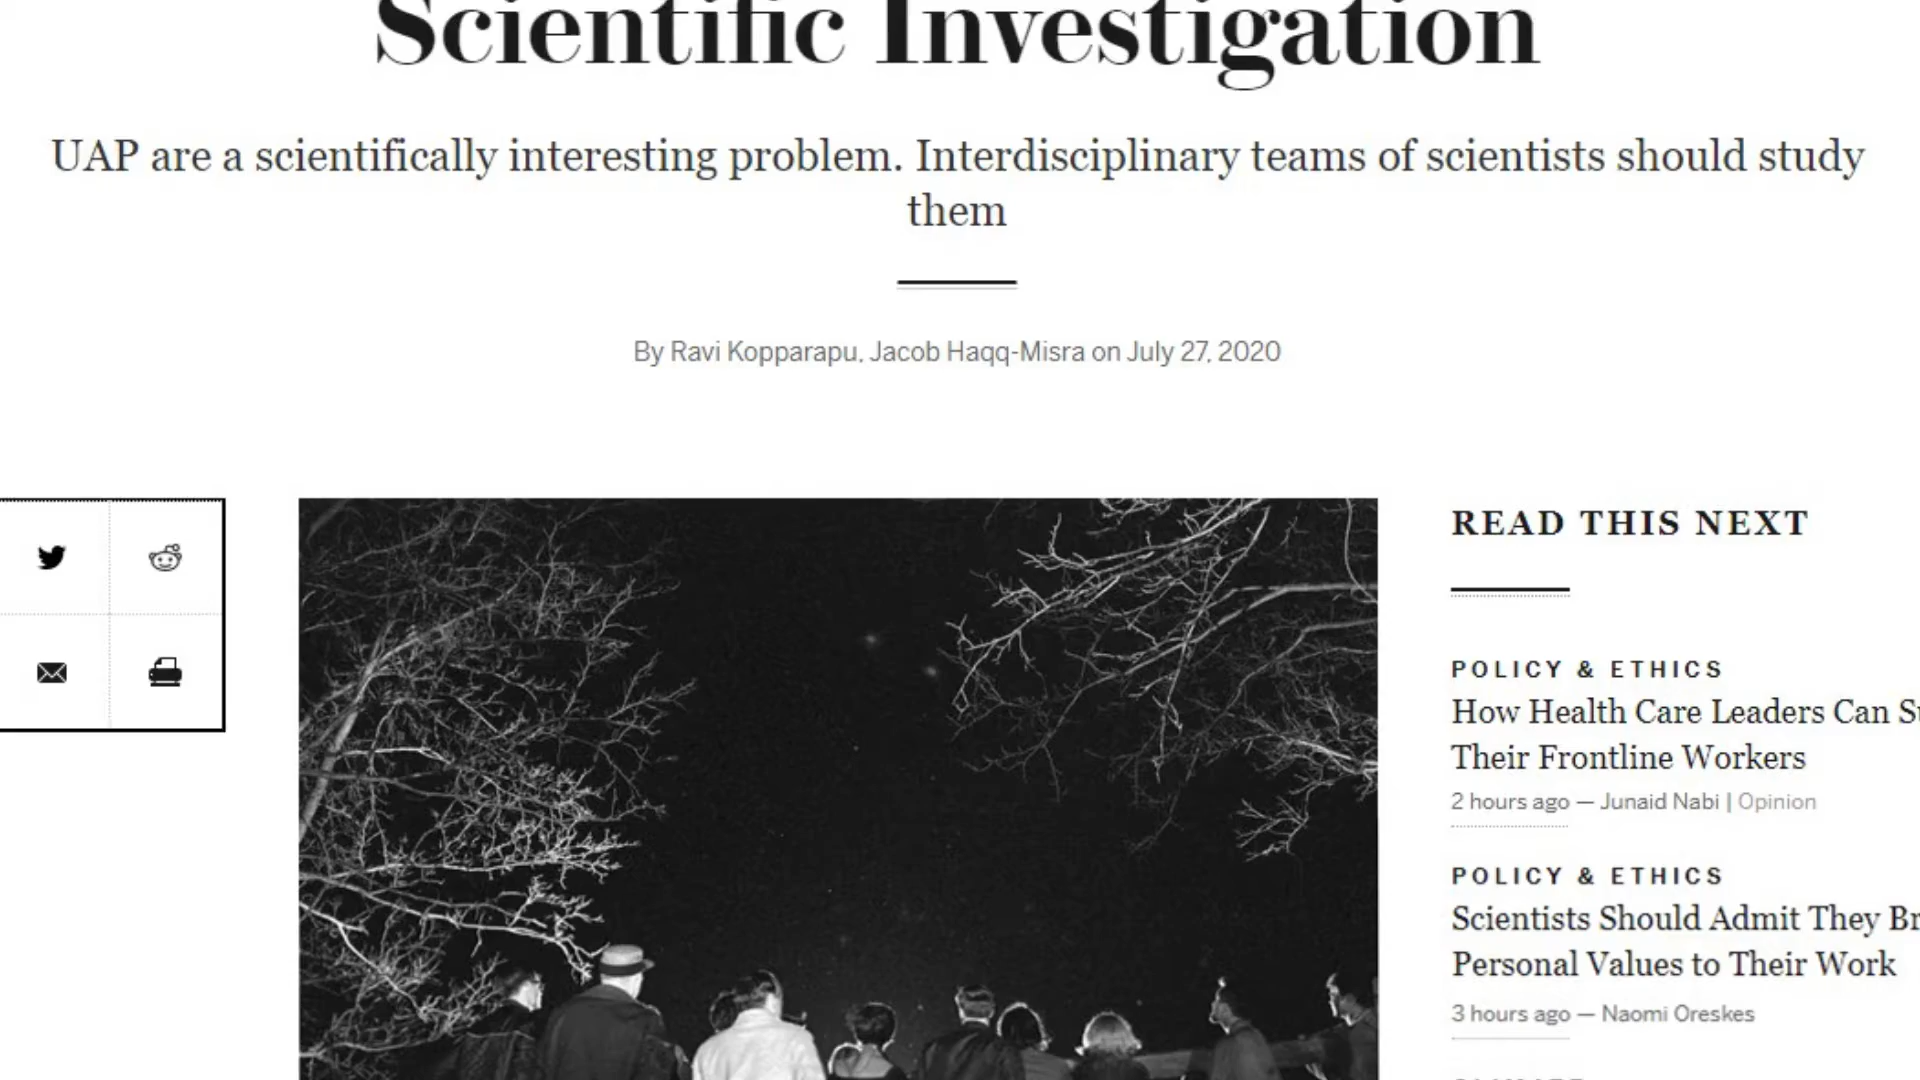 Scientific Investigation
UAP are a scientifically interesting problem. Interdisciplinary teams of scientists should study
them
By Ravi Kopparapu, Jacob Haqq-Misra on July 27, 2020
READ THIS NEXT
POLICY & ETHICS
How Health Care Leaders Can
Their Frontline Workers
2 hours ago — Junaid Nabi | Opinion
POLICY & ETHICS
Scientists Should Admit They
Personal Values to Their Work
3 hours ago — Naomi Oreskes